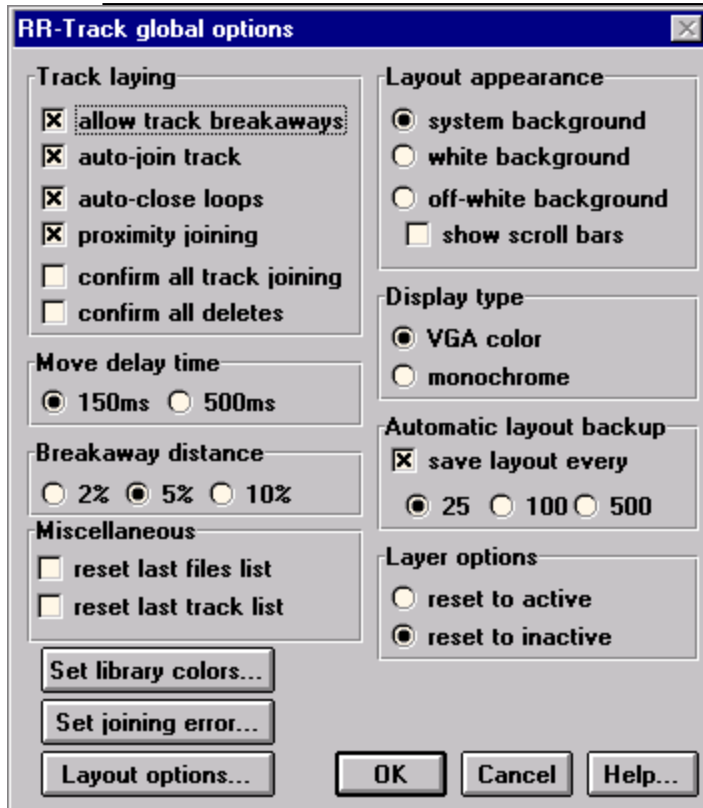 RR-Track global options
Track laying
allow track breakaways
auto-join track
auto-close loops
proximity joining
confirm all track joining
confirm all deletes
Move delay time
150ms 500ms
Breakaway distance
2% 5% 10%
Miscellaneous
reset last files list
reset last track list
Set library colors...
Set joining error...
Layout options...
Layout appearance
system background
white background
off-white background
show scroll bars
Display type
VGA color
monochrome
Automatic layout backup
save layout every
25 100 500
Layer options
reset to active
reset to inactive
OK Cancel Help...